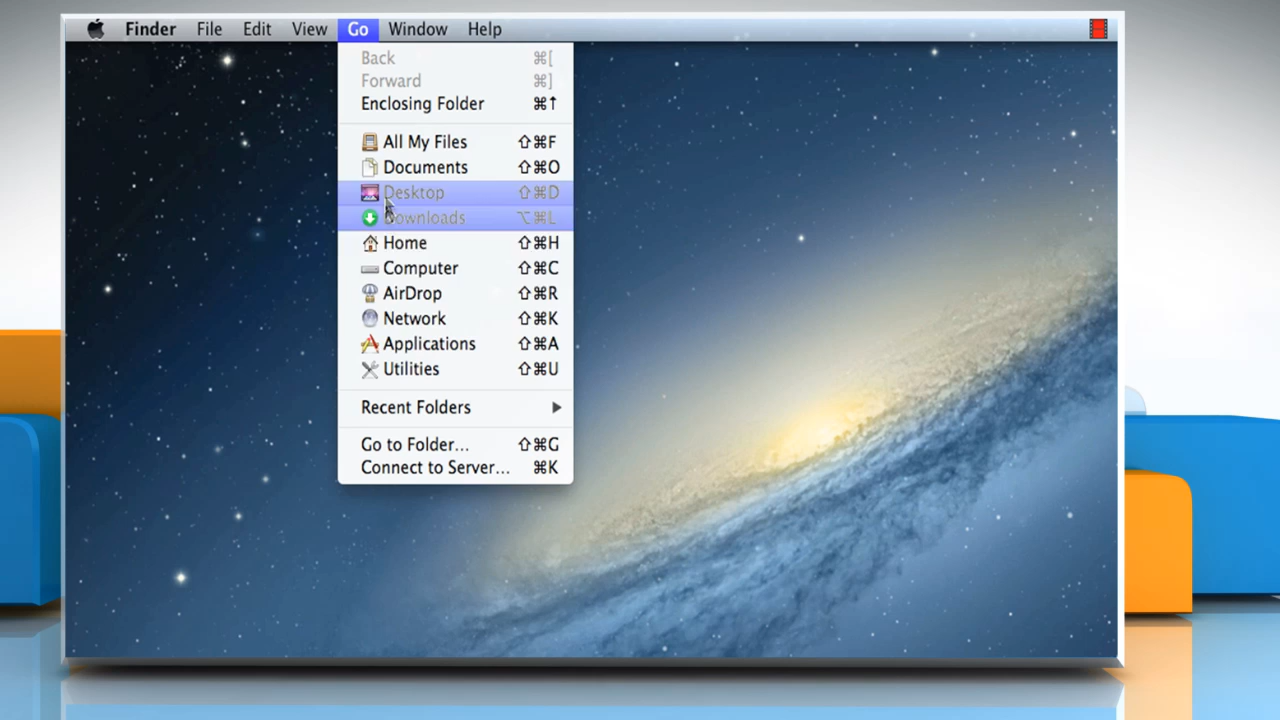 Finder File Edit View Go Window Help
Back ⌘[
Forward ⌘]
Enclosing Folder ⌘↑
All My Files ⇧⌘F
Documents ⇧⌘O
Desktop ⇧⌘D
Downloads ⌥⌘L
Home ⇧⌘H
Computer ⇧⌘C
AirDrop ⇧⌘R
Network ⇧⌘K
Applications ⇧⌘A
Utilities ⇧⌘U
Recent Folders
Go to Folder... ⇧⌘G
Connect to Server... ⌘K